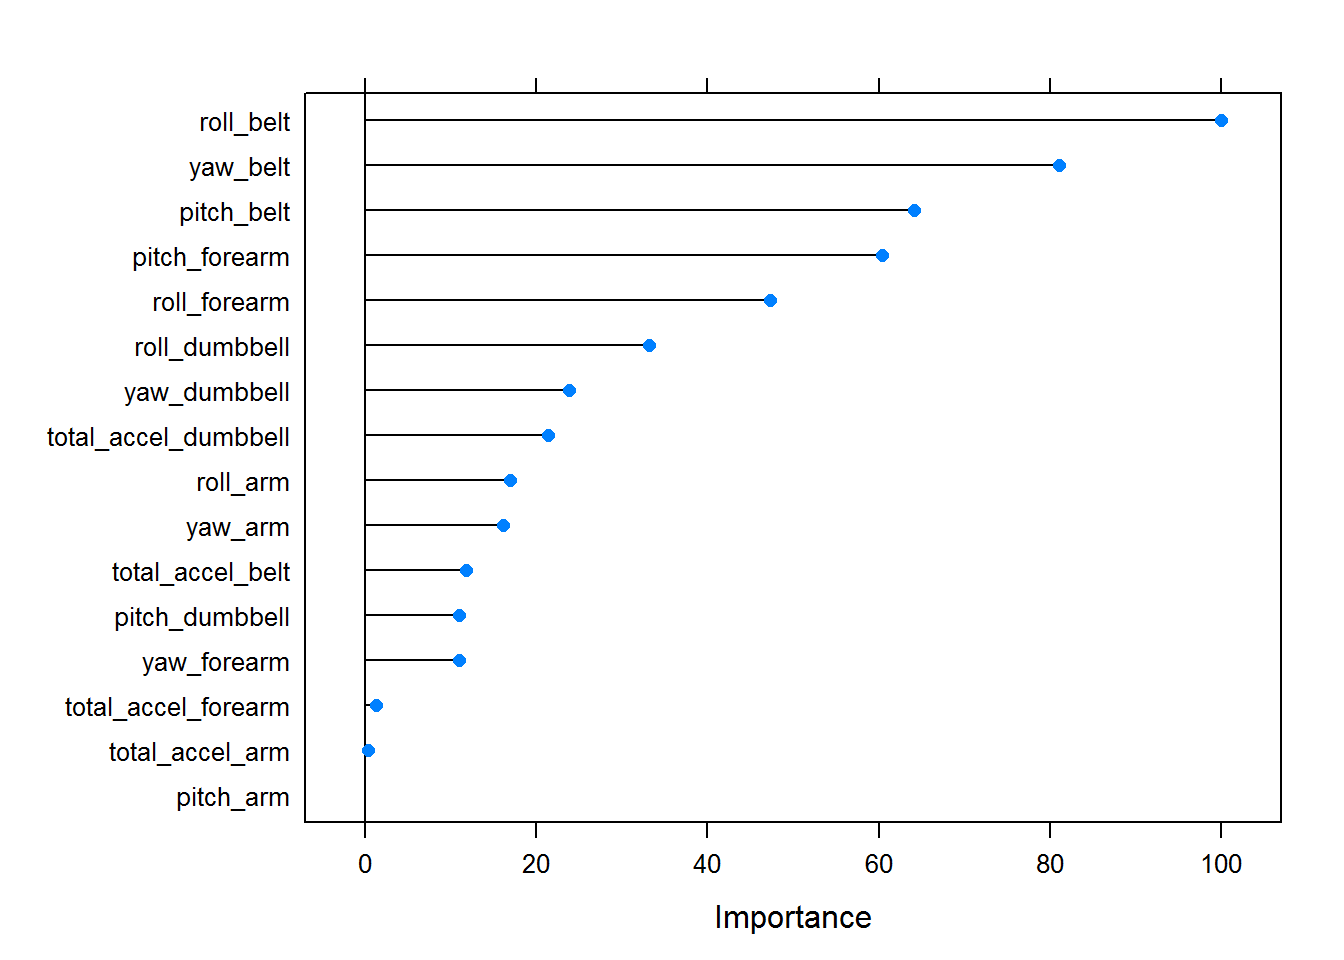 roll_belt
yaw_belt
pitch_belt
pitch_forearm
roll_forearm
roll_dumbbell
yaw_dumbbell
total_accel_dumbbell
roll_arm
yaw_arm
total_accel_belt
pitch_dumbbell
yaw_forearm
total_accel_forearm
total_accel_arm
pitch_arm
0 20 40 60 80 100
Importance